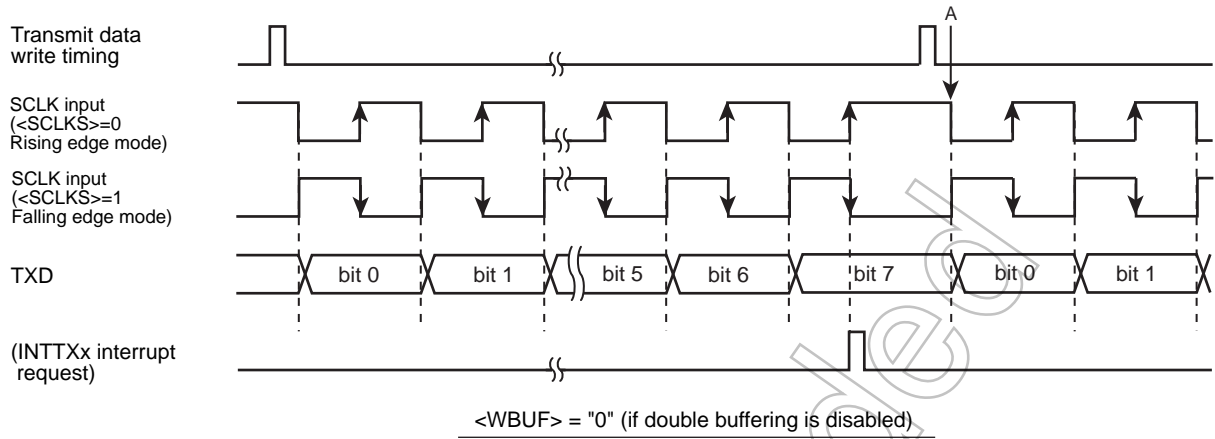 A
Transmit data
write timing
SCLK input
(<SCLKS>=0
Rising edge mode)
SCLK input
(<SCLKS>=1
Falling edge mode)
TXD
bit 0
bit 1
bit 5
bit 6
bit 7
bit 0
bit 1
(INTTXx interrupt
request)
<WBUF> = "0" (if double buffering is disabled)
ded